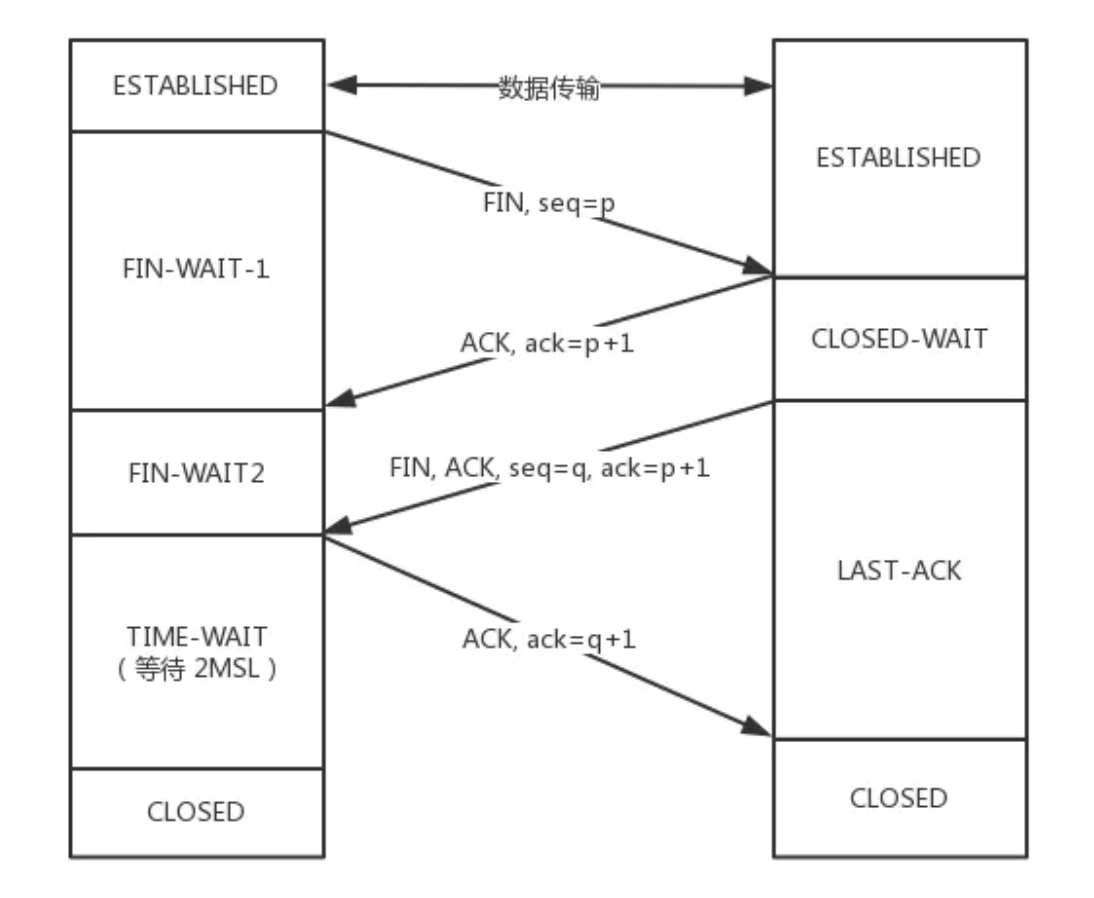 ESTABLISHED
数据传输
ESTABLISHED
FIN, seq=p
FIN-WAIT-1
ACK, ack=p+1
CLOSED-WAIT
FIN-WAIT2
FIN, ACK, seq=q, ack=p+1
LAST-ACK
TIME-WAIT
（等待 2MSL）
ACK, ack=q+1
CLOSED
CLOSED